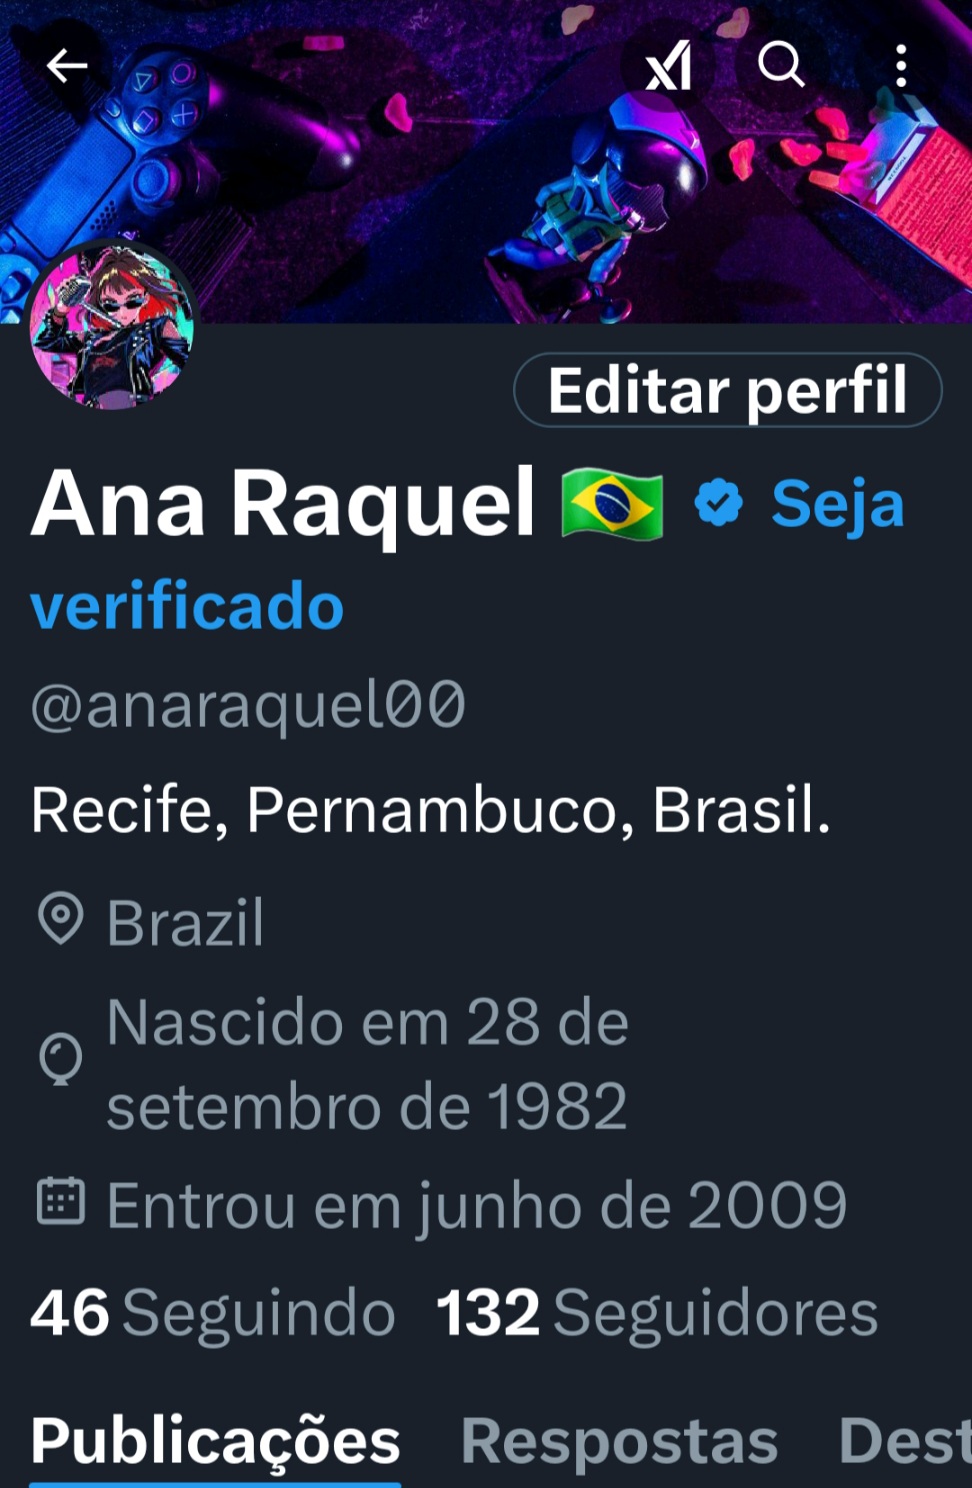 Editar perfil
Ana Raquel 🇧🇷 Seja
verificado
@anaraquel00
Recife, Pernambuco, Brasil.
Brazil
Nascido em 28 de
setembro de 1982
Entrou em junho de 2009
46 Seguindo 132 Seguidores
Publicações Respostas Dest